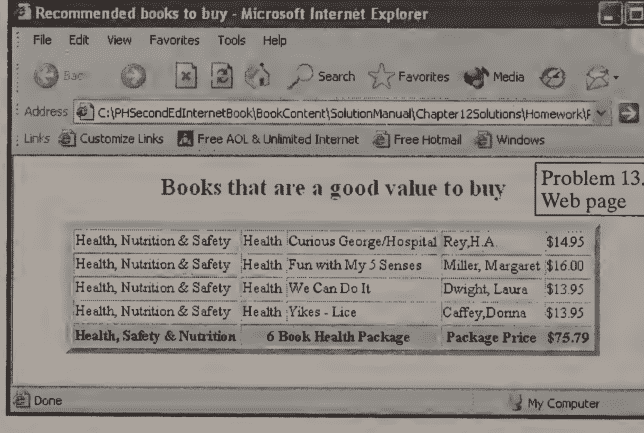 Recommended books to buy - Microsoft Internet Explorer
File Edit View Favorites Tools Help
Back Search Favorites Media
Address C:\PHSecondEdInternetBook\BookContent\SolutionManual\Chapter12Solutions\Homework\F
Links Customize Links Free AOL & Unlimited Internet Free Hotmail Windows
Books that are a good value to buy
Problem 13.
Web page
Health, Nutrition & Safety Health Curious George/Hospital Rey,H.A. $14.95
Health, Nutrition & Safety Health Fun with My 5 Senses Miller, Margaret $16.00
Health, Nutrition & Safety Health We Can Do It Dwight, Laura $13.95
Health, Nutrition & Safety Health Yikes - Lice Caffey,Donna $13.95
Health, Safety & Nutrition 6 Book Health Package Package Price $75.79
Done My Computer